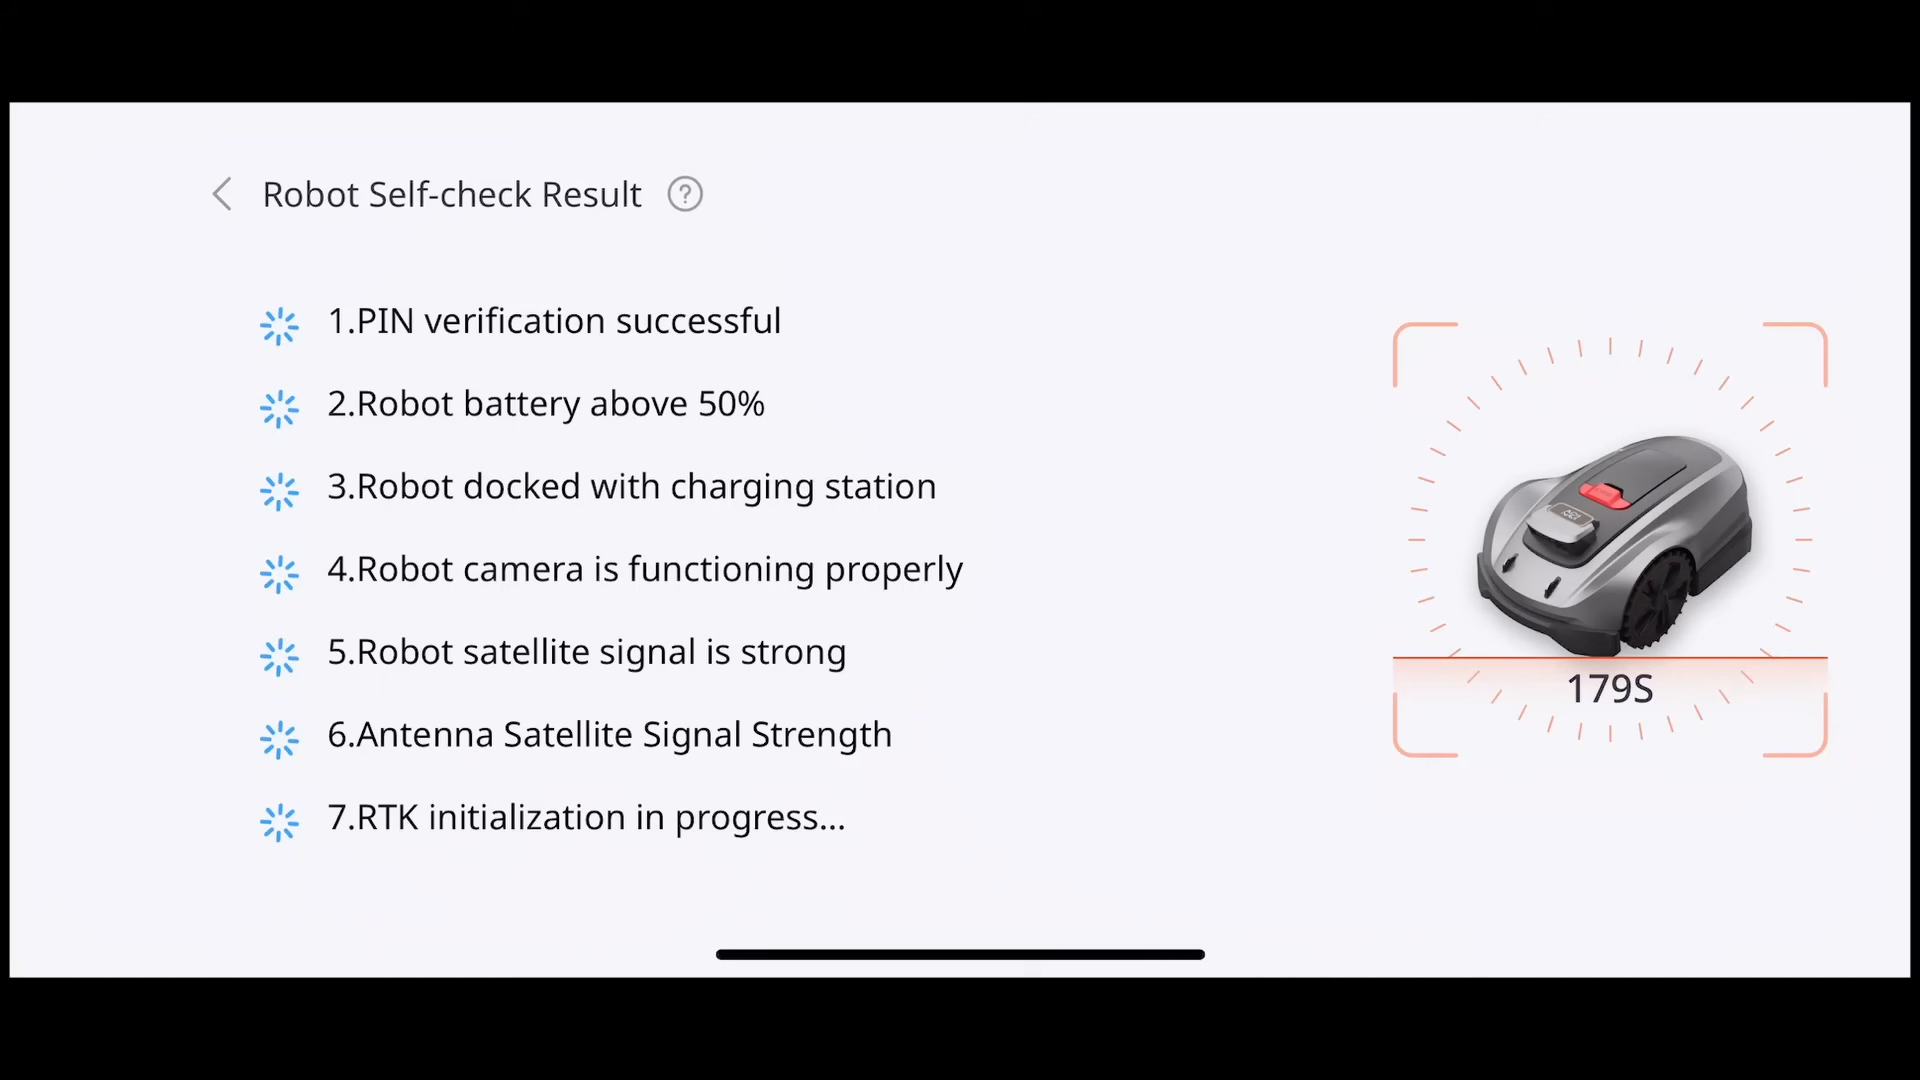 Robot Self-check Result ?
1.PIN verification successful
2.Robot battery above 50%
3.Robot docked with charging station
4.Robot camera is functioning properly
5.Robot satellite signal is strong
6.Antenna Satellite Signal Strength
7.RTK initialization in progress...
179S